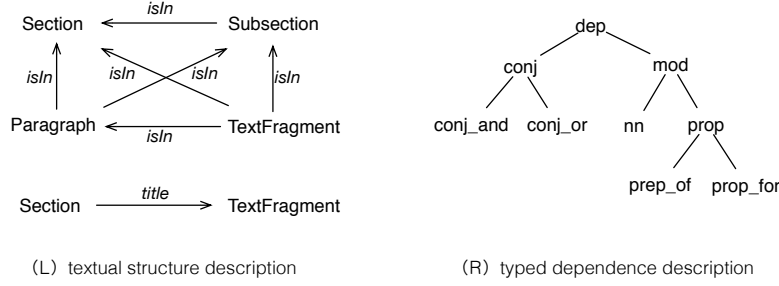 isIn
Section Subsection
isIn isIn isIn isIn
Paragraph TextFragment
isIn
title
Section TextFragment
(L) textual structure description
dep
conj mod
conj_and conj_or nn prop
prep_of prop_for
(R) typed dependence description